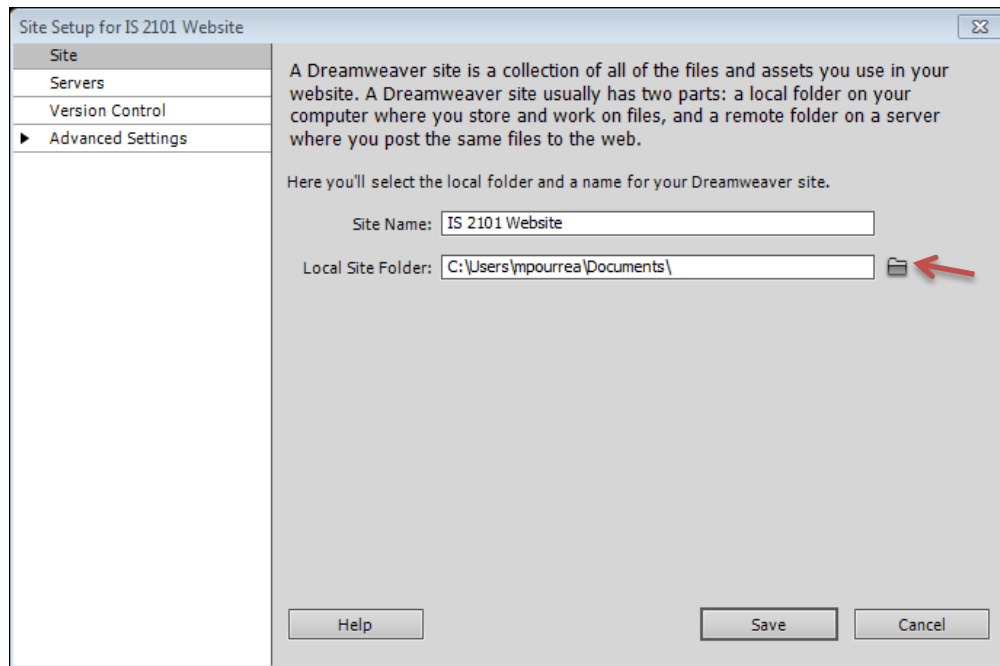 Site Setup for IS 2101 Website
Site
Servers
Version Control
Advanced Settings
A Dreamweaver site is a collection of all of the files and assets you use in your
website. A Dreamweaver site usually has two parts: a local folder on your
computer where you store and work on files, and a remote folder on a server
where you post the same files to the web.
Here you'll select the local folder and a name for your Dreamweaver site.
Site Name: IS 2101 Website
Local Site Folder: C:\Users\mpourrea\Documents\
Help Save Cancel